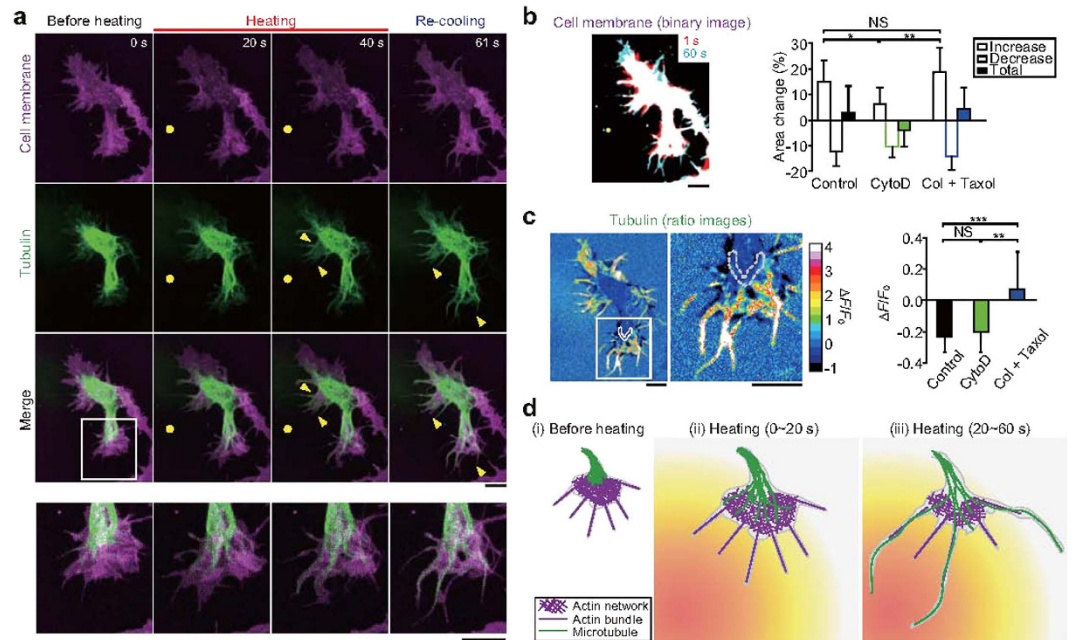 a
Before heating
Heating
Re-cooling
0 s
20 s
40 s
61 s
Cell membrane
Tubulin
Merge
b
Cell membrane (binary image)
1 s
60 s
NS
* **
Increase
Decrease
Total
Area change (%)
30
20
10
0
-10
-20
Control CytoD Col + Taxol
c
Tubulin (ratio images)
4
3
2
1
0
-1
ΔF/F₀
***
NS **
ΔF/F₀
0.4
0.2
0.0
-0.2
-0.4
Control
CytoD
Col + Taxol
d
(i) Before heating
(ii) Heating (0~20 s)
(iii) Heating (20~60 s)
Actin network
Actin bundle
Microtubule